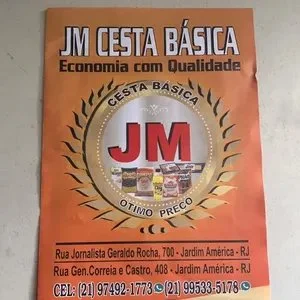 JM CESTA BÁSICA
Economia com Qualidade
CESTA BÁSICA
JM
OTIMO PREÇO
Rua Jornalista Geraldo Rocha, 700 - Jardim América - RJ
Rua Gen.Correia e Castro, 408 - Jardim América - RJ
CEL: (21) 97492-1773 (21) 99533-5178